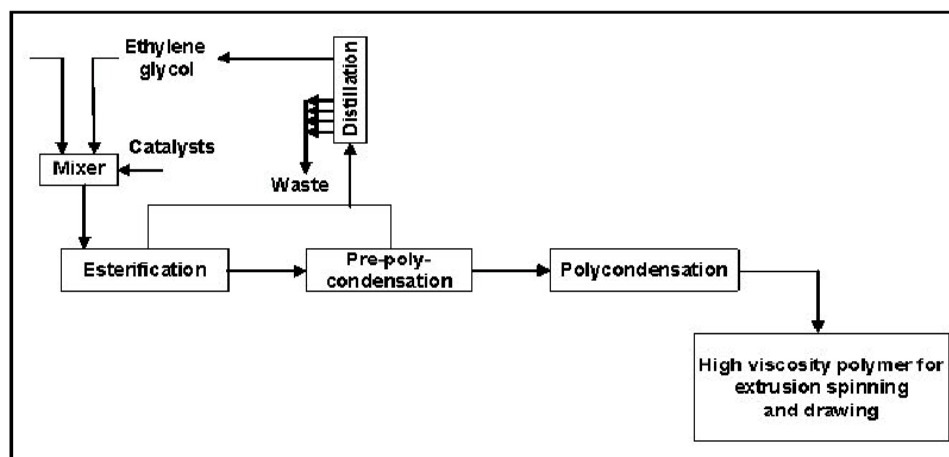 Ethylene
glycol
Distillation
Catalysts
Mixer
Waste
Esterification
Pre-poly-
condensation
Polycondensation
High viscosity polymer for
extrusion spinning
and drawing